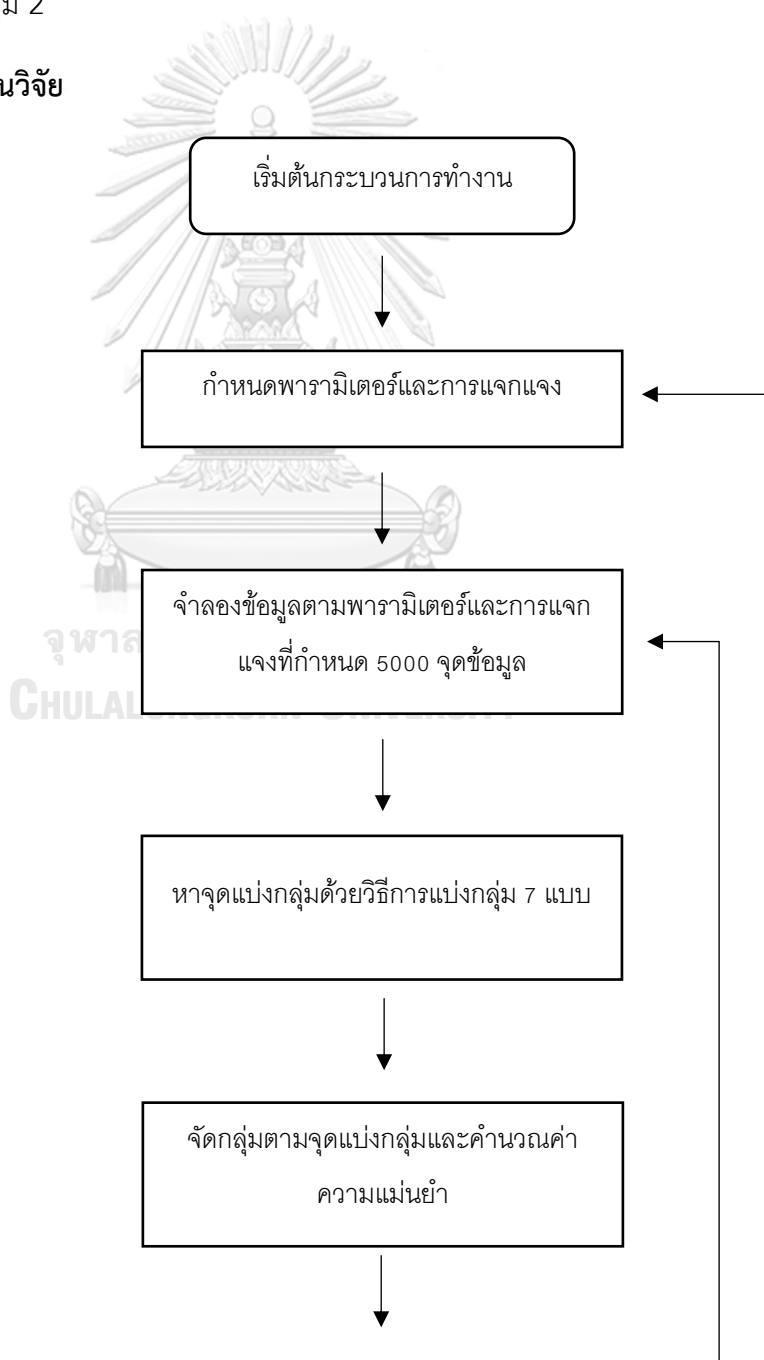 ม 2
นวิจัย
เริ่มต้นกระบวนการทำงาน
กำหนดพารามิเตอร์และการแจกแจง
จำลองข้อมูลตามพารามิเตอร์และการแจก
แจงที่กำหนด 5000 จุดข้อมูล
หาจุดแบ่งกลุ่มด้วยวิธีการแบ่งกลุ่ม 7 แบบ
จัดกลุ่มตามจุดแบ่งกลุ่มและคำนวณค่า
ความแม่นยำ